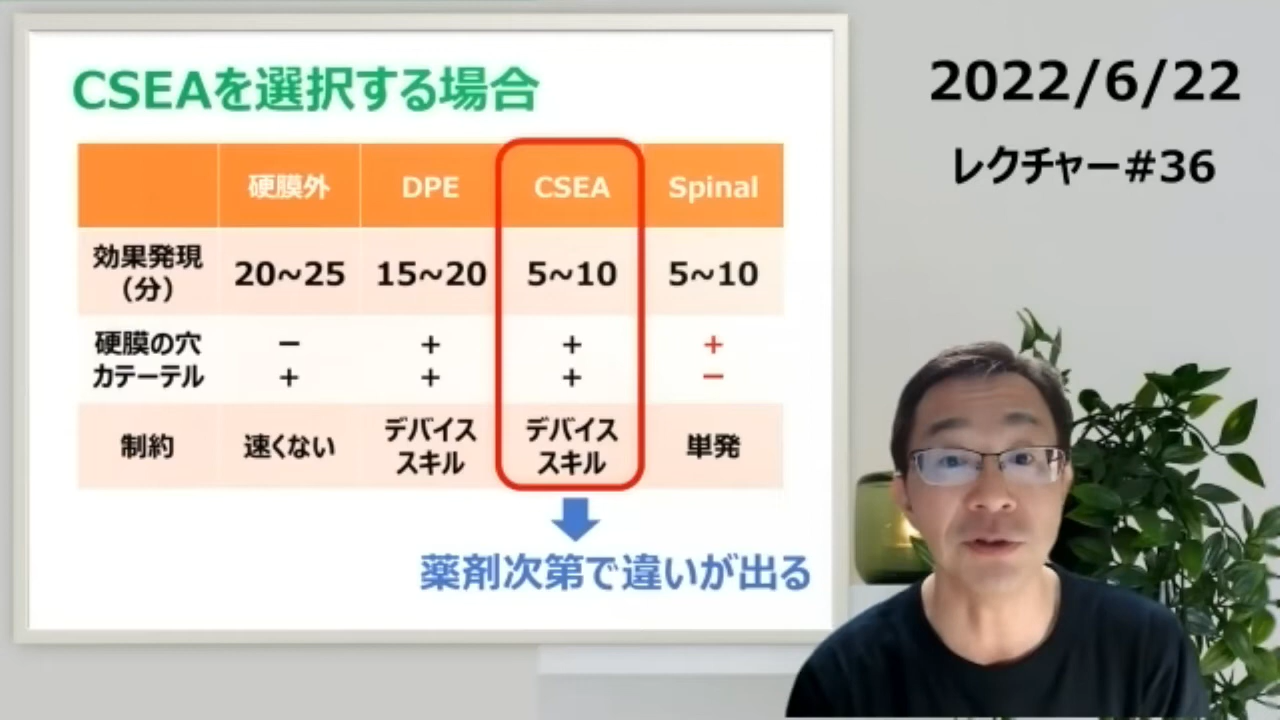 CSEAを選択する場合
2022/6/22
レクチャー#36
硬膜外 DPE CSEA Spinal
効果発現
（分） 20~25 15~20 5~10 5~10
硬膜の穴 − + + +
カテーテル + + + −
制約 速くない デバイス
スキル デバイス
スキル 単発
薬剤次第で違いが出る